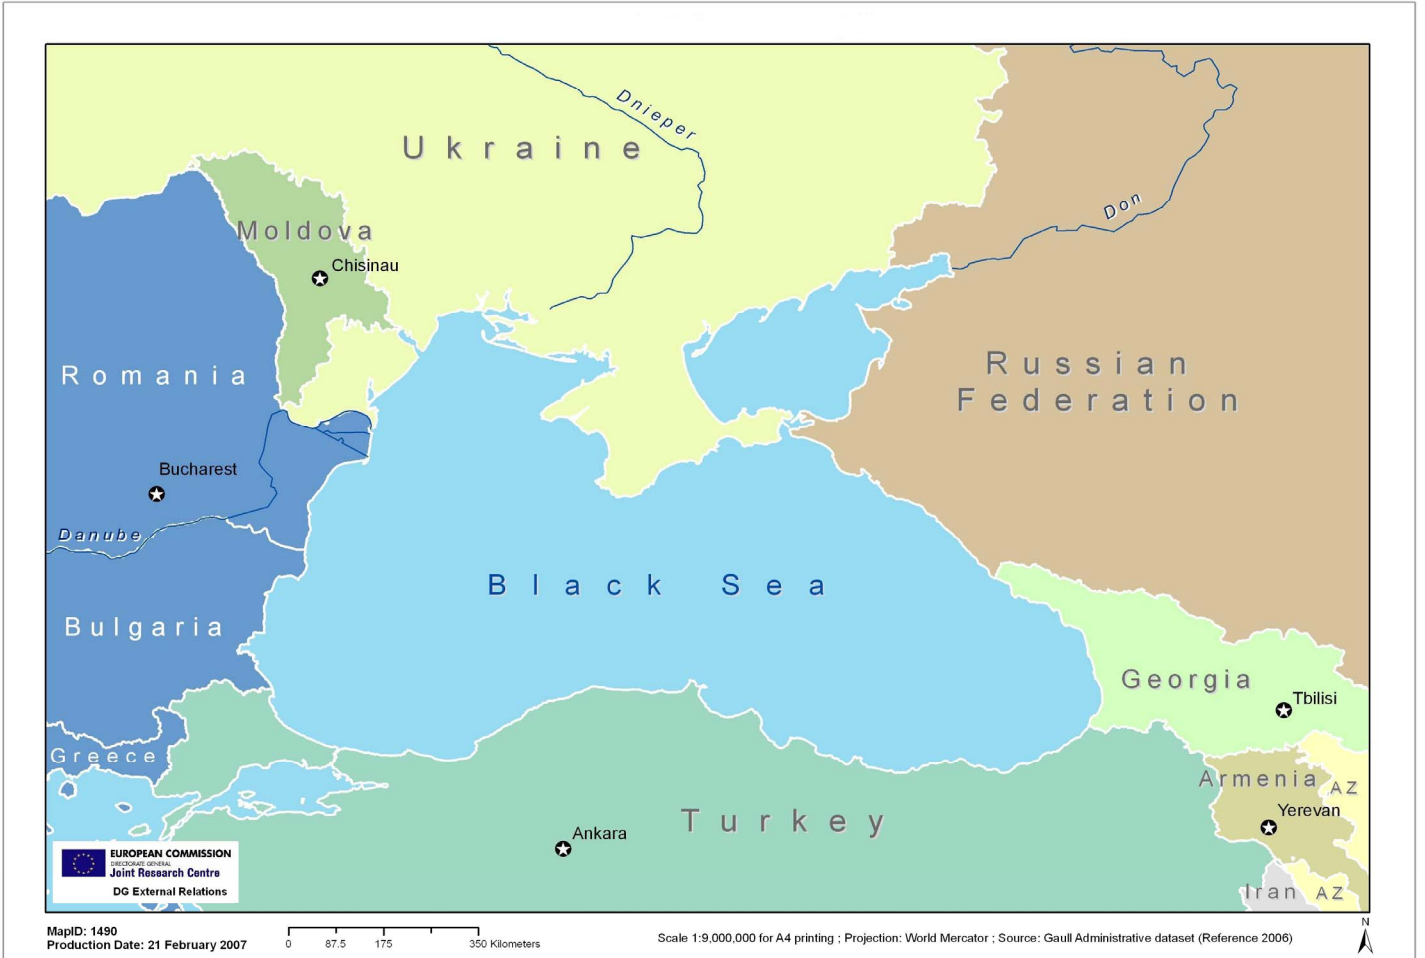 Dnieper
Ukraine
Don
Moldova
Chisinau
Romania
Russian
Federation
Bucharest
Danube
Black Sea
Bulgaria
Georgia
Tbilisi
Greece
Armenia
AZ
Yerevan
Turkey
Ankara
Iran
AZ
EUROPEAN COMMISSION
DIRECTORATE GENERAL
Joint Research Centre
DG External Relations
MapID: 1490
Production Date: 21 February 2007
0 87.5 175 350 Kilometers
Scale 1:9,000,000 for A4 printing ; Projection: World Mercator ; Source: Gaull Administrative dataset (Reference 2006)
N